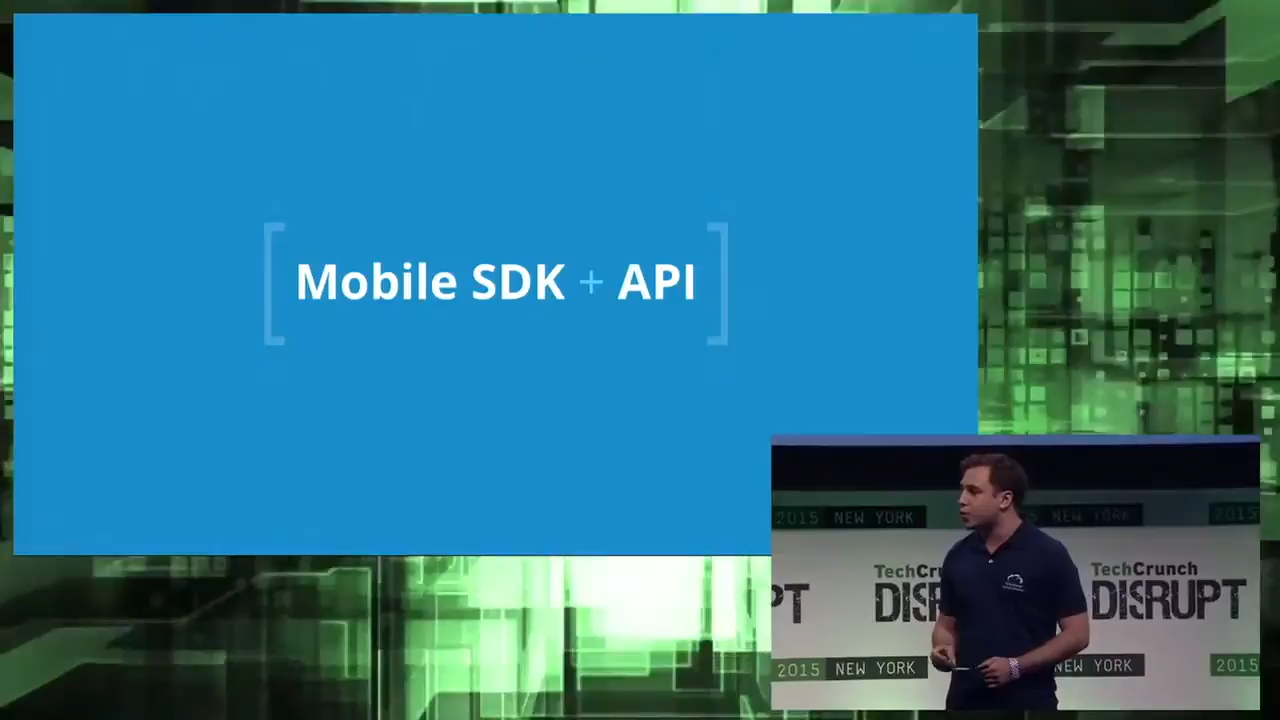 [ Mobile SDK + API ]
2015 NEW YORK
NEW YORK
2015
TechCru
TechCrunch
PT
DISR
DISRUPT
2015 NEW YORK
NEW YORK
2015